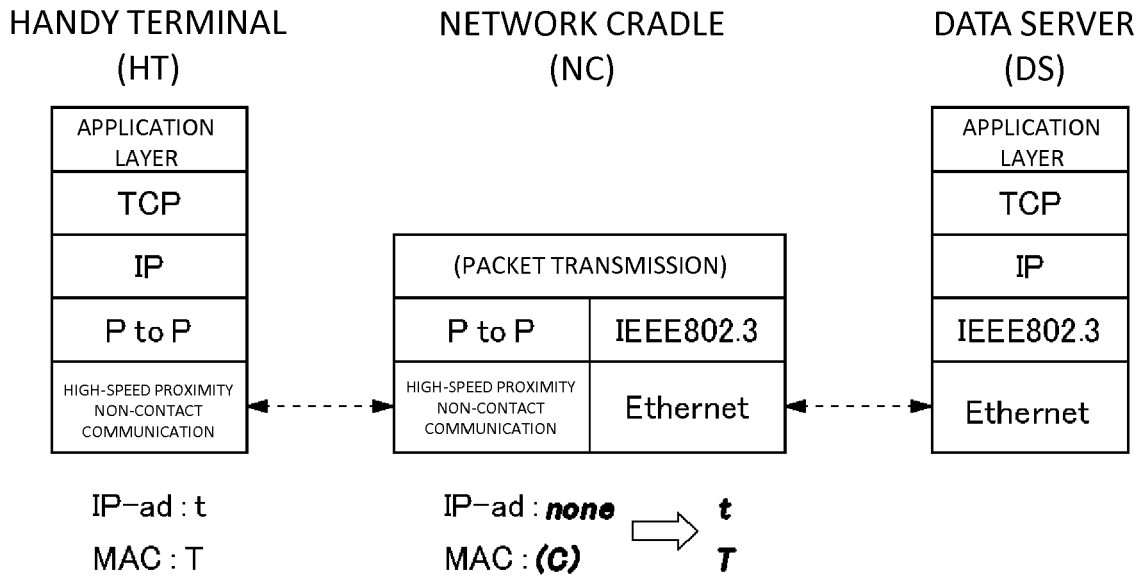 HANDY TERMINAL
(HT)
NETWORK CRADLE
(NC)
DATA SERVER
(DS)
APPLICATION
LAYER
TCP
IP
P to P
HIGH-SPEED PROXIMITY
NON-CONTACT
COMMUNICATION
(PACKET TRANSMISSION)
P to P
IEEE802.3
HIGH-SPEED PROXIMITY
NON-CONTACT
COMMUNICATION
Ethernet
APPLICATION
LAYER
TCP
IP
IEEE802.3
Ethernet
IP-ad : t
MAC : T
IP-ad : none
MAC : (C)
t
T